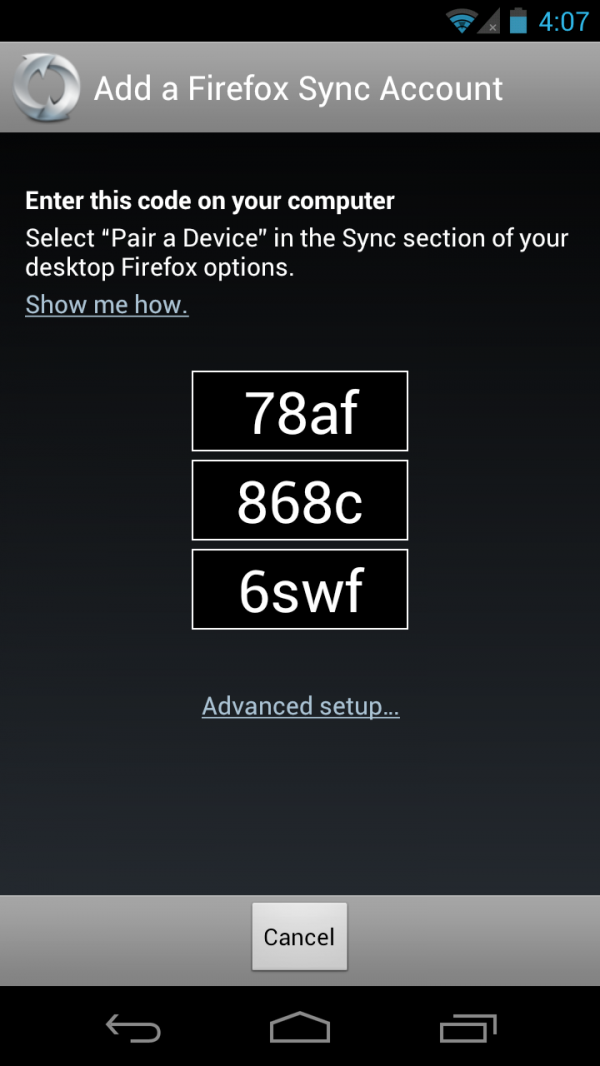 4:07
Add a Firefox Sync Account
Enter this code on your computer
Select “Pair a Device” in the Sync section of your
desktop Firefox options.
Show me how.
78af
868c
6swf
Advanced setup...
Cancel